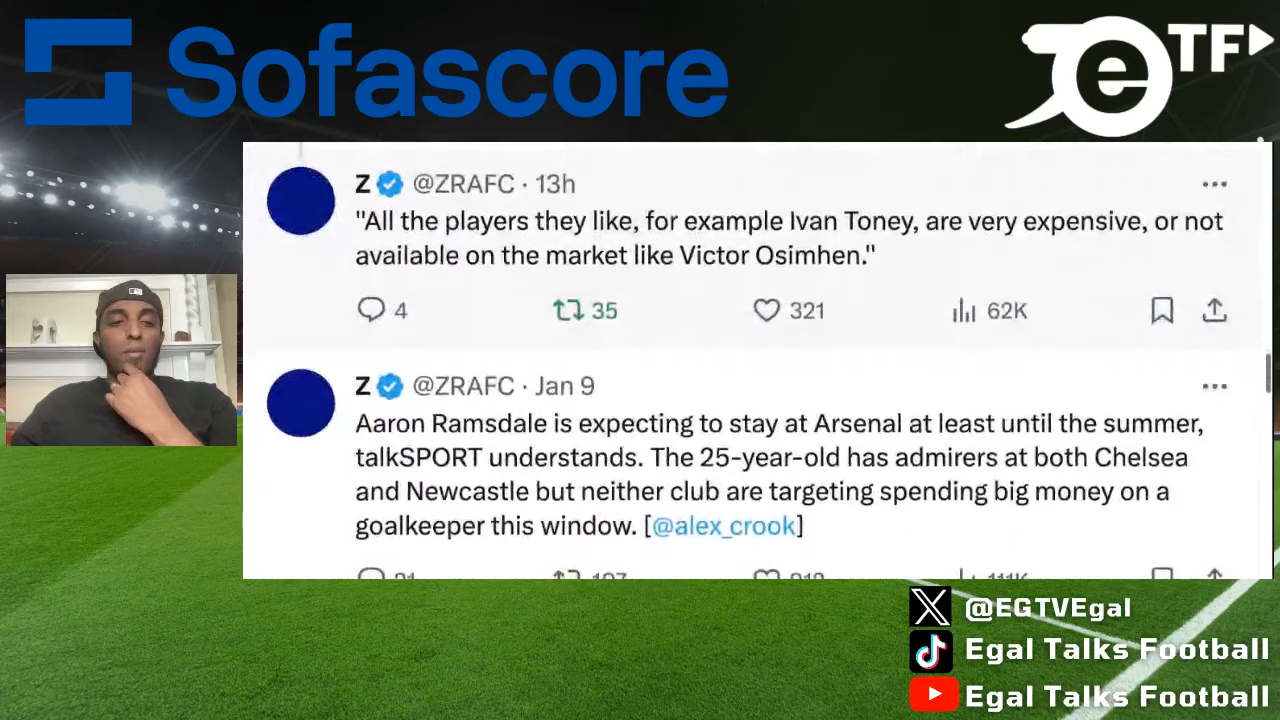 Sofascore
e TF
Z @ZRAFC · 13h
"All the players they like, for example Ivan Toney, are very expensive, or not
available on the market like Victor Osimhen."
4 35 321 62K
Z @ZRAFC · Jan 9
Aaron Ramsdale is expecting to stay at Arsenal at least until the summer,
talkSPORT understands. The 25-year-old has admirers at both Chelsea
and Newcastle but neither club are targeting spending big money on a
goalkeeper this window. [@alex_crook]
@EGTVEgal
Egal Talks Football
Egal Talks Football